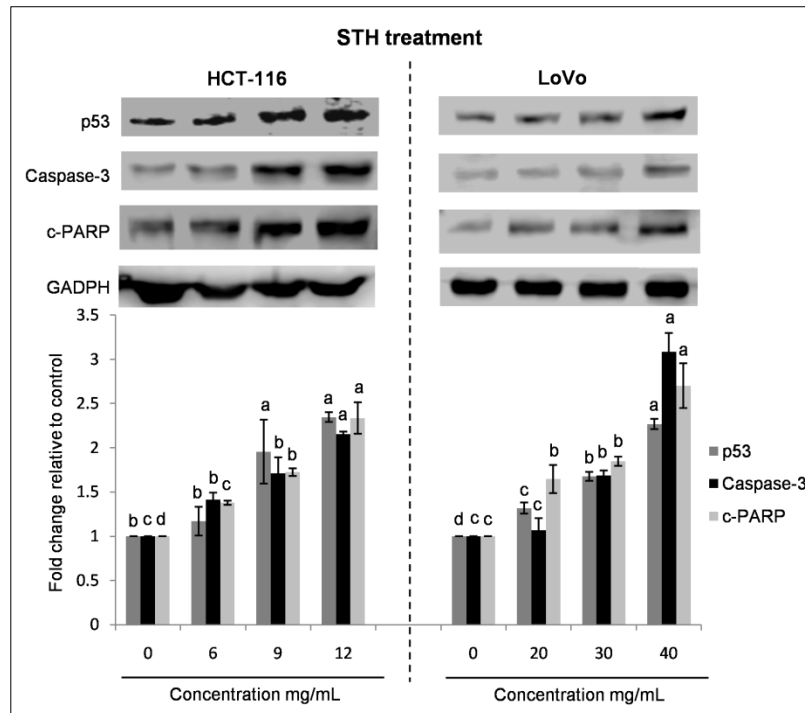 STH treatment
HCT-116 LoVo
p53
Caspase-3
c-PARP
GADPH
3.5
3
2.5
2
1.5
1
0.5
0
Fold change relative to control
b c d
b b c
a b b
a a a
d c c
c c b
b b b
a a a
p53
Caspase-3
c-PARP
0 6 9 12 0 20 30 40
Concentration mg/mL Concentration mg/mL